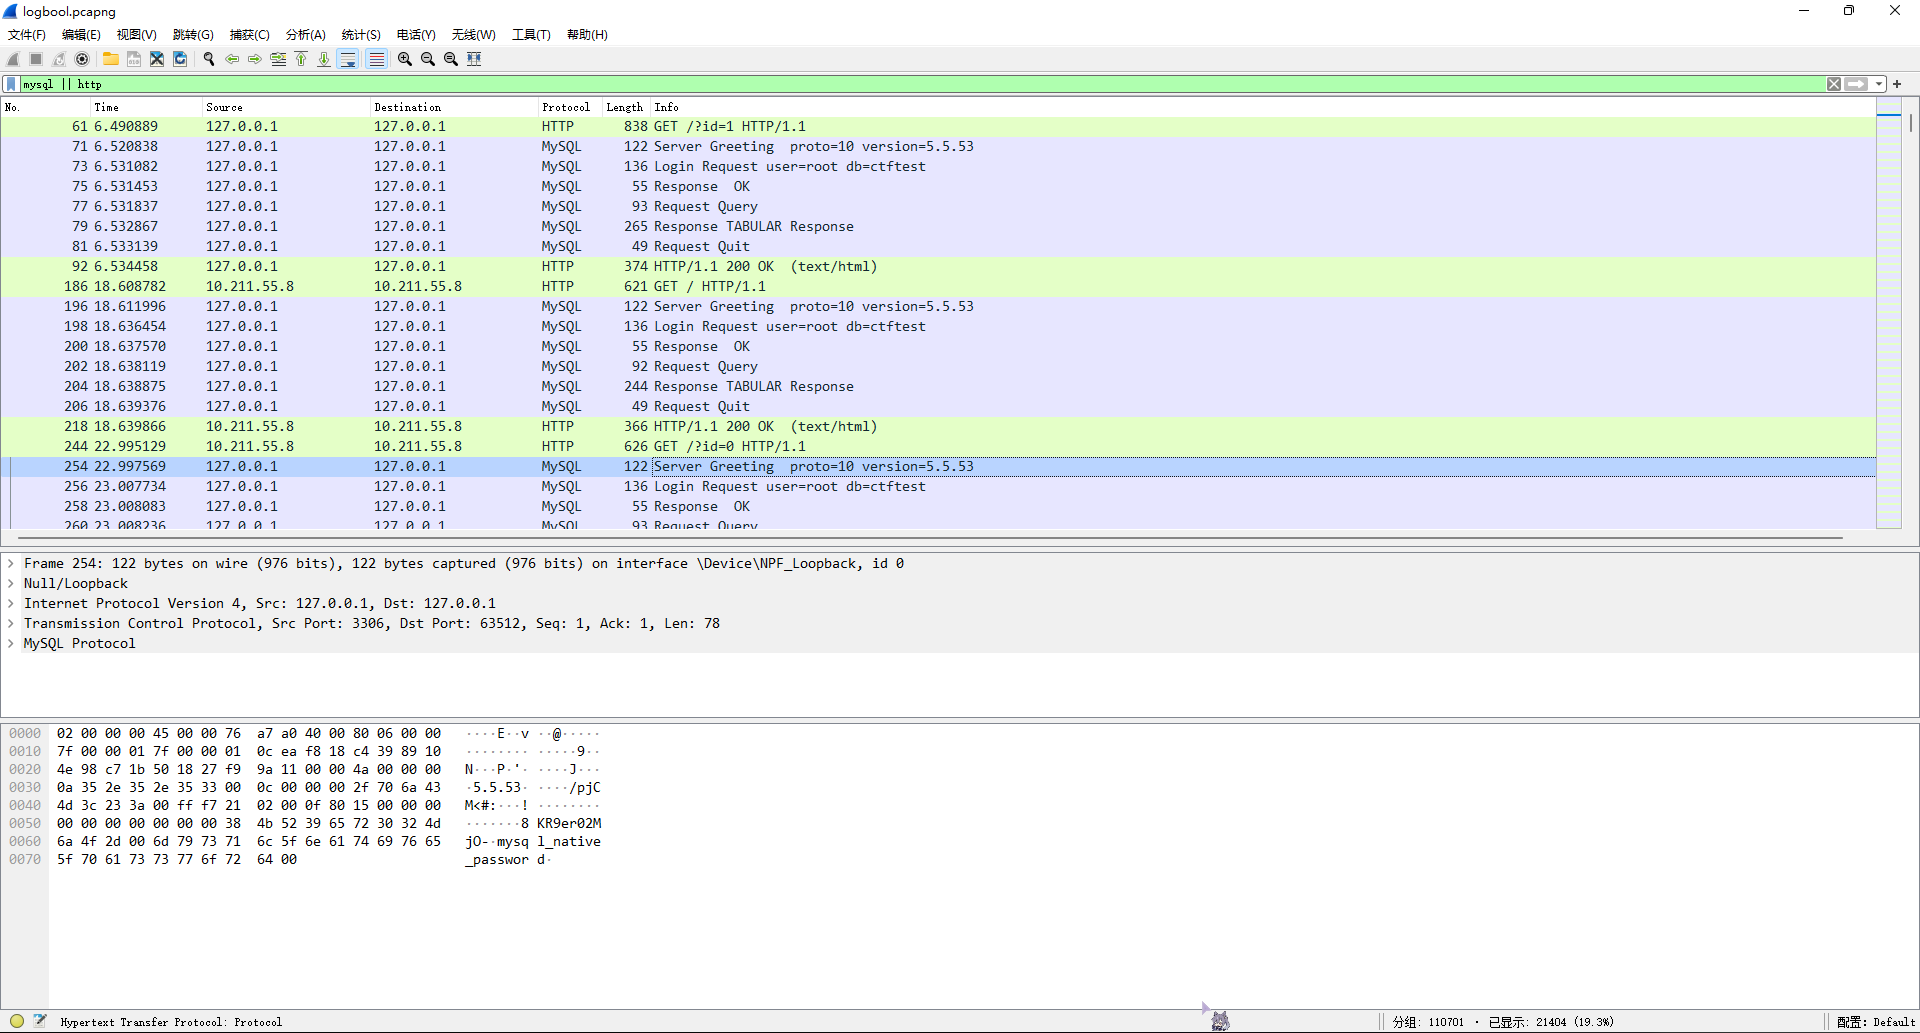 logbool.pcapng
文件(F) 编辑(E) 视图(V) 跳转(G) 捕获(C) 分析(A) 统计(S) 电话(Y) 无线(W) 工具(T) 帮助(H)
mysql || http
No. Time Source Destination Protocol Length Info
61 6.490889 127.0.0.1 127.0.0.1 HTTP 838 GET /?id=1 HTTP/1.1
71 6.520838 127.0.0.1 127.0.0.1 MySQL 122 Server Greeting  proto=10 version=5.5.53
73 6.531082 127.0.0.1 127.0.0.1 MySQL 136 Login Request user=root db=ctftest
75 6.531453 127.0.0.1 127.0.0.1 MySQL 55 Response  OK
77 6.531837 127.0.0.1 127.0.0.1 MySQL 93 Request Query
79 6.532867 127.0.0.1 127.0.0.1 MySQL 265 Response TABULAR Response
81 6.533139 127.0.0.1 127.0.0.1 MySQL 49 Request Quit
92 6.534458 127.0.0.1 127.0.0.1 HTTP 374 HTTP/1.1 200 OK  (text/html)
186 18.608782 10.211.55.8 10.211.55.8 HTTP 621 GET / HTTP/1.1
196 18.611996 127.0.0.1 127.0.0.1 MySQL 122 Server Greeting  proto=10 version=5.5.53
198 18.636454 127.0.0.1 127.0.0.1 MySQL 136 Login Request user=root db=ctftest
200 18.637570 127.0.0.1 127.0.0.1 MySQL 55 Response  OK
202 18.638119 127.0.0.1 127.0.0.1 MySQL 92 Request Query
204 18.638875 127.0.0.1 127.0.0.1 MySQL 244 Response TABULAR Response
206 18.639376 127.0.0.1 127.0.0.1 MySQL 49 Request Quit
218 18.639866 10.211.55.8 10.211.55.8 HTTP 366 HTTP/1.1 200 OK  (text/html)
244 22.995129 10.211.55.8 10.211.55.8 HTTP 626 GET /?id=0 HTTP/1.1
254 22.997569 127.0.0.1 127.0.0.1 MySQL 122 Server Greeting  proto=10 version=5.5.53
256 23.007734 127.0.0.1 127.0.0.1 MySQL 136 Login Request user=root db=ctftest
258 23.008083 127.0.0.1 127.0.0.1 MySQL 55 Response  OK
260 23.008236 127.0.0.1 127.0.0.1 MySQL 93 Request Query
Frame 254: 122 bytes on wire (976 bits), 122 bytes captured (976 bits) on interface \Device\NPF_Loopback, id 0
Null/Loopback
Internet Protocol Version 4, Src: 127.0.0.1, Dst: 127.0.0.1
Transmission Control Protocol, Src Port: 3306, Dst Port: 63512, Seq: 1, Ack: 1, Len: 78
MySQL Protocol
0000 02 00 00 00 45 00 00 76 a7 a0 40 00 80 06 00 00 ····E··v ··@·····
0010 7f 00 00 01 7f 00 00 01 0c ea f8 18 c4 39 89 10 ········ ·····9··
0020 4e 98 c7 1b 50 18 27 f9 9a 11 00 00 4a 00 00 00 N···P·'· ····J···
0030 0a 35 2e 35 2e 35 33 00 0c 00 00 00 2f 70 6a 43 ·5.5.53· ····/pjC
0040 4d 3c 23 3a 00 ff f7 21 02 00 0f 80 15 00 00 00 M<#:···! ········
0050 00 00 00 00 00 00 00 38 4b 52 39 65 72 30 32 4d ·······8 KR9er02M
0060 6a 4f 2d 00 6d 79 73 71 6c 5f 6e 61 74 69 76 65 jO-·mysq l_native
0070 5f 70 61 73 73 77 6f 72 64 00 _passwor d·
Hypertext Transfer Protocol: Protocol 分组: 110701 · 已显示: 21404 (19.3%) 配置: Default